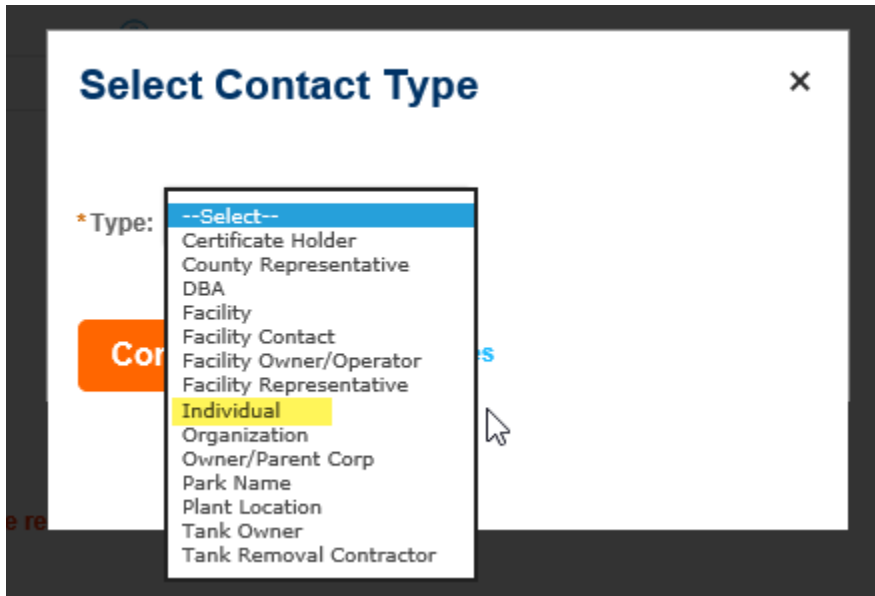 Select Contact Type
×
*Type:
--Select--
Certificate Holder
County Representative
DBA
Facility
Facility Contact
Facility Owner/Operator
Facility Representative
Individual
Organization
Owner/Parent Corp
Park Name
Plant Location
Tank Owner
Tank Removal Contractor